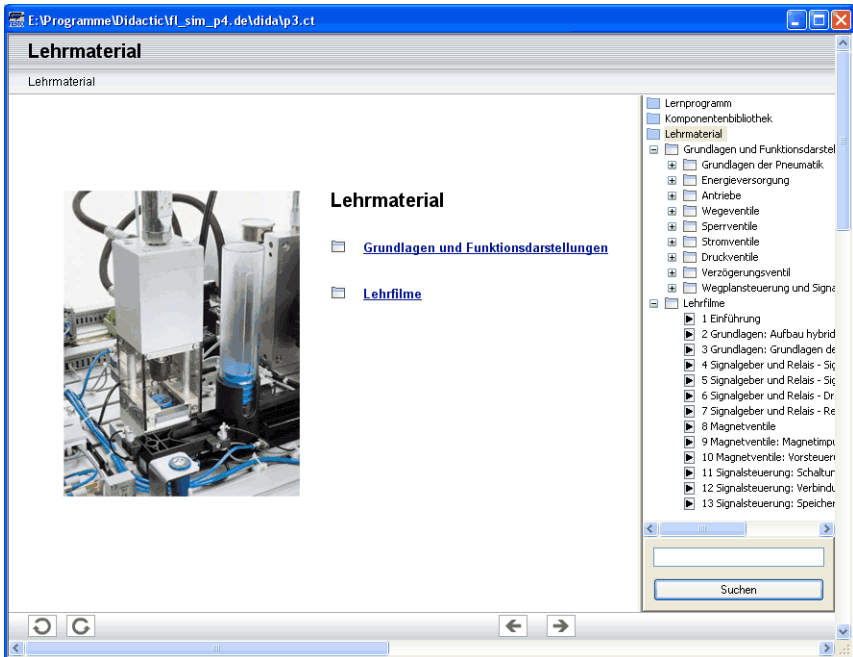 E:\Programme\Didactic\fl_sim_p4.de\dida\p3.ct
Lehrmaterial
Lehrmaterial
Lehrmaterial
Grundlagen und Funktionsdarstellungen
Lehrfilme
Lernprogramm
Komponentenbibliothek
Lehrmaterial
Grundlagen und Funktionsdarstel
Grundlagen der Pneumatik
Energieversorgung
Antriebe
Wegeventile
Sperrventile
Stromventile
Druckventile
Verzögerungsventil
Wegplansteuerung und Signa
Lehrfilme
1 Einführung
2 Grundlagen: Aufbau hybrid
3 Grundlagen: Grundlagen de
4 Signalgeber und Relais - Sig
5 Signalgeber und Relais - Sig
6 Signalgeber und Relais - Dr
7 Signalgeber und Relais - Re
8 Magnetventile
9 Magnetventile: Magnetimpu
10 Magnetventile: Vorsteuer
11 Signalsteuerung: Schaltun
12 Signalsteuerung: Verbindu
13 Signalsteuerung: Speicher
Suchen